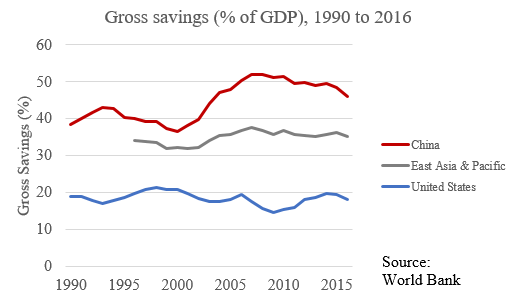 Gross savings (% of GDP), 1990 to 2016
60
50
40
30
20
10
0
Gross Savings (%)
1990
1995
2000
2005
2010
2015
China
East Asia & Pacific
United States
Source:
World Bank